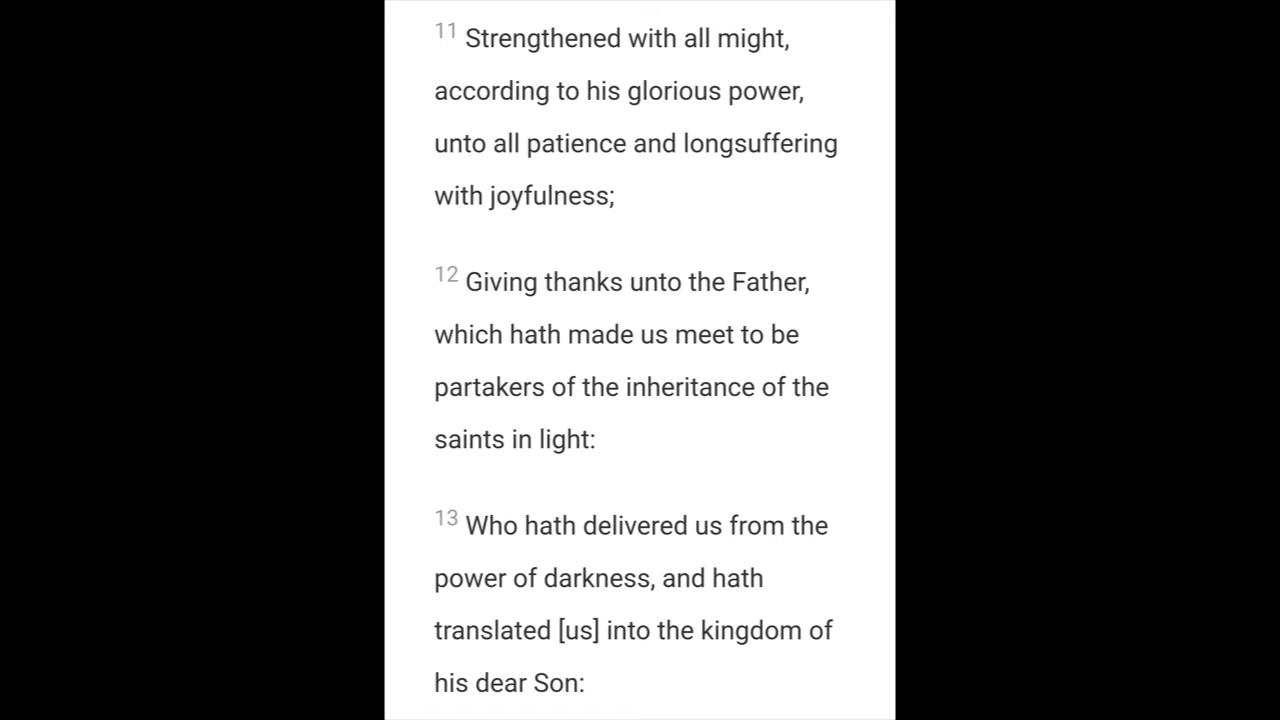 11 Strengthened with all might,
according to his glorious power,
unto all patience and longsuffering
with joyfulness;
12 Giving thanks unto the Father,
which hath made us meet to be
partakers of the inheritance of the
saints in light:
13 Who hath delivered us from the
power of darkness, and hath
translated [us] into the kingdom of
his dear Son: